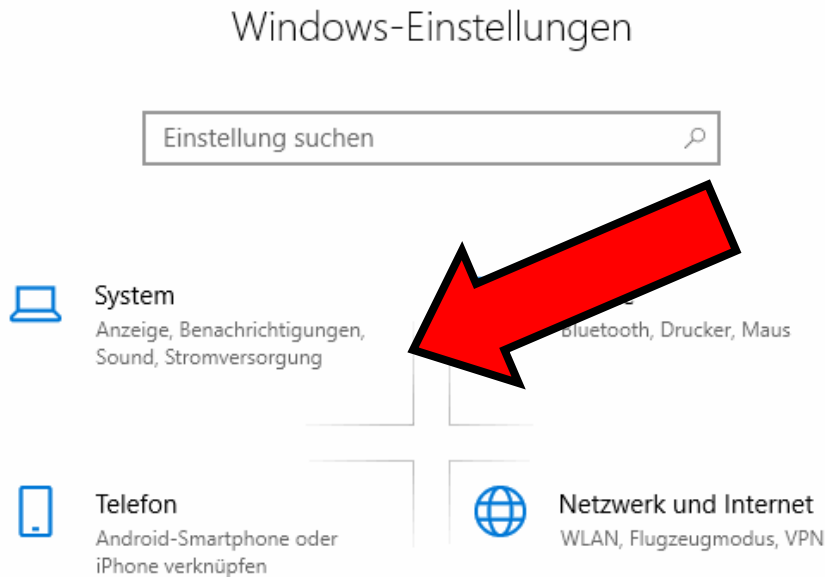 Windows-Einstellungen
Einstellung suchen
System
Anzeige, Benachrichtigungen,
Sound, Stromversorgung
Bluetooth, Drucker, Maus
Telefon
Android-Smartphone oder
iPhone verknüpfen
Netzwerk und Internet
WLAN, Flugzeugmodus, VPN